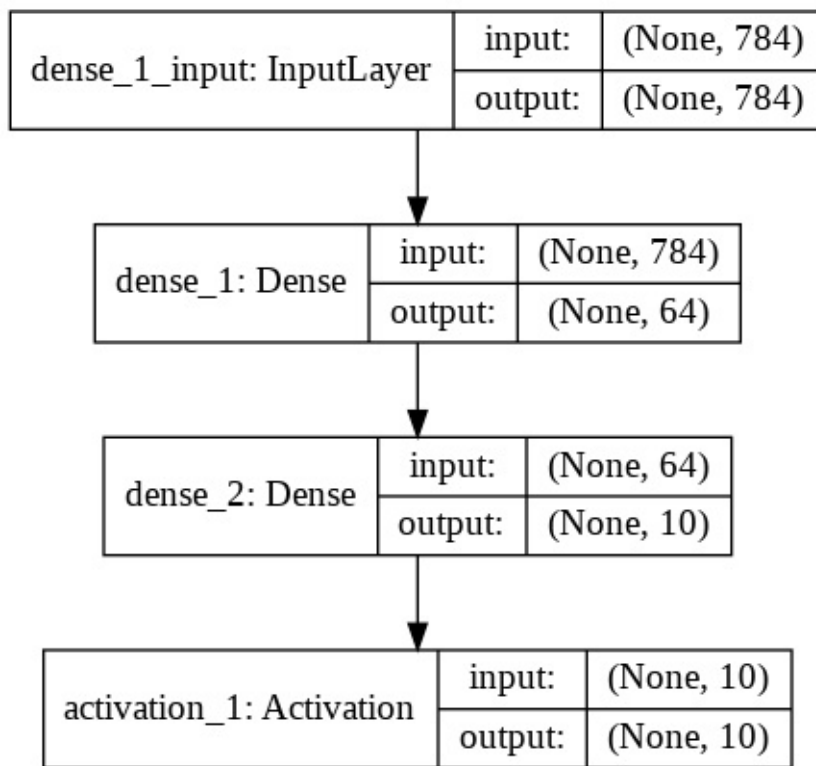 dense_1_input: InputLayer
input: (None, 784)
output: (None, 784)
dense_1: Dense
input: (None, 784)
output: (None, 64)
dense_2: Dense
input: (None, 64)
output: (None, 10)
activation_1: Activation
input: (None, 10)
output: (None, 10)